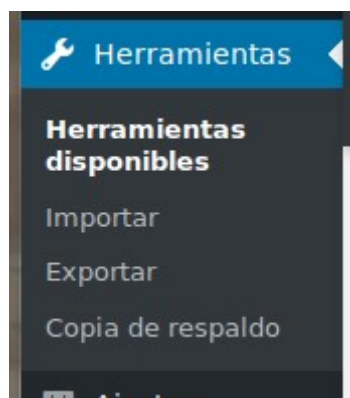 Herramientas
Herramientas
disponibles
Importar
Exportar
Copia de respaldo